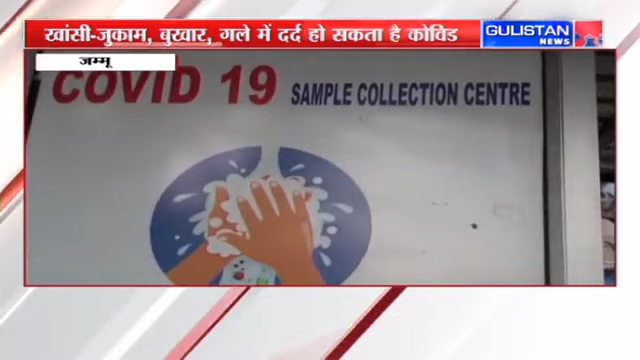 खांसी-जुकाम, बुखार, गले में दर्द हो सकता है कोविड
GULISTAN
NEWS
जम्मू
COVID 19 SAMPLE COLLECTION CENTRE